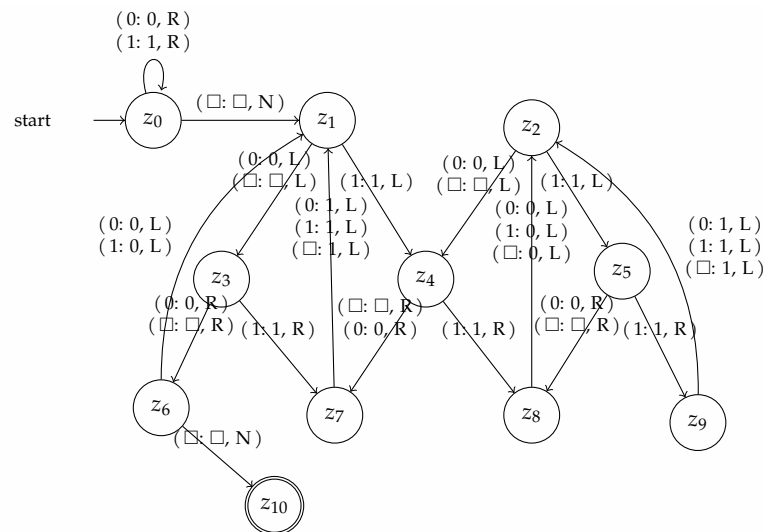 (0: 0, R)
(1: 1, R)
(□: □, N)
start
z0
z1
z2
(0: 0, L)
(□: □, L)
(1: 1, L)
(0: 0, L)
(□: □, L)
(1: 1, L)
(0: 1, L)
(1: 1, L)
(□: 1, L)
(0: 0, L)
(1: 0, L)
(□: 0, L)
(0: 0, L)
(1: 0, L)
(0: 1, L)
(1: 1, L)
(□: 1, L)
z3
z4
z5
(0: 0, R)
(□: □, R)
(1: 1, R)
(□: □, R)
(0: 0, R)
(1: 1, R)
(0: 0, R)
(□: □, R)
(1: 1, R)
z6
z7
z8
z9
(□: □, N)
z10